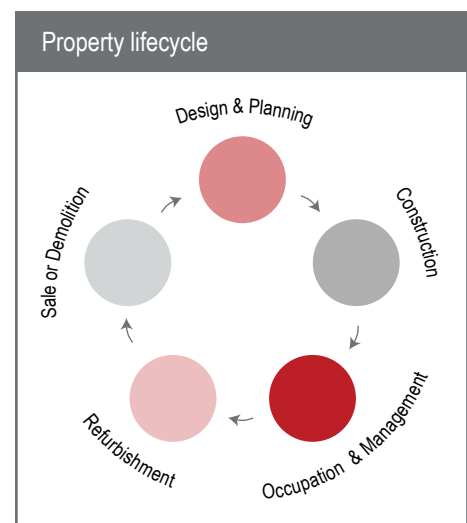 Property lifecycle
Design & Planning
Construction
Occupation & Management
Refurbishment
Sale or Demolition